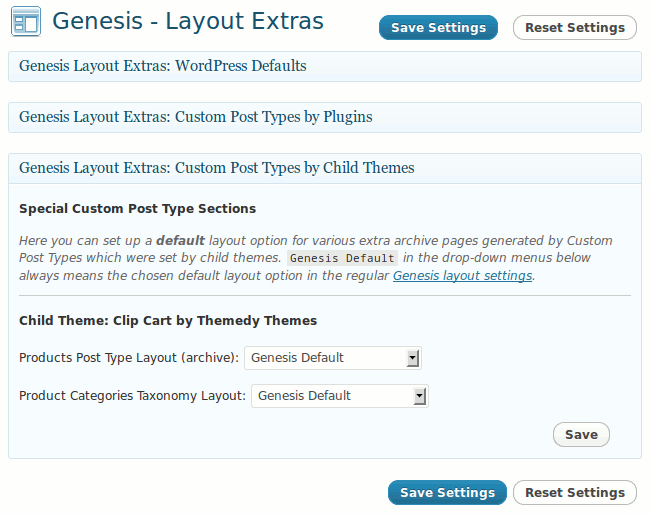 Genesis - Layout Extras
Save Settings
Reset Settings
Genesis Layout Extras: WordPress Defaults
Genesis Layout Extras: Custom Post Types by Plugins
Genesis Layout Extras: Custom Post Types by Child Themes
Special Custom Post Type Sections
Here you can set up a default layout option for various extra archive pages generated by Custom
Post Types which were set by child themes. Genesis Default in the drop-down menus below
always means the chosen default layout option in the regular Genesis layout settings.
Child Theme: Clip Cart by Themedy Themes
Products Post Type Layout (archive): Genesis Default
Product Categories Taxonomy Layout: Genesis Default
Save
Save Settings
Reset Settings